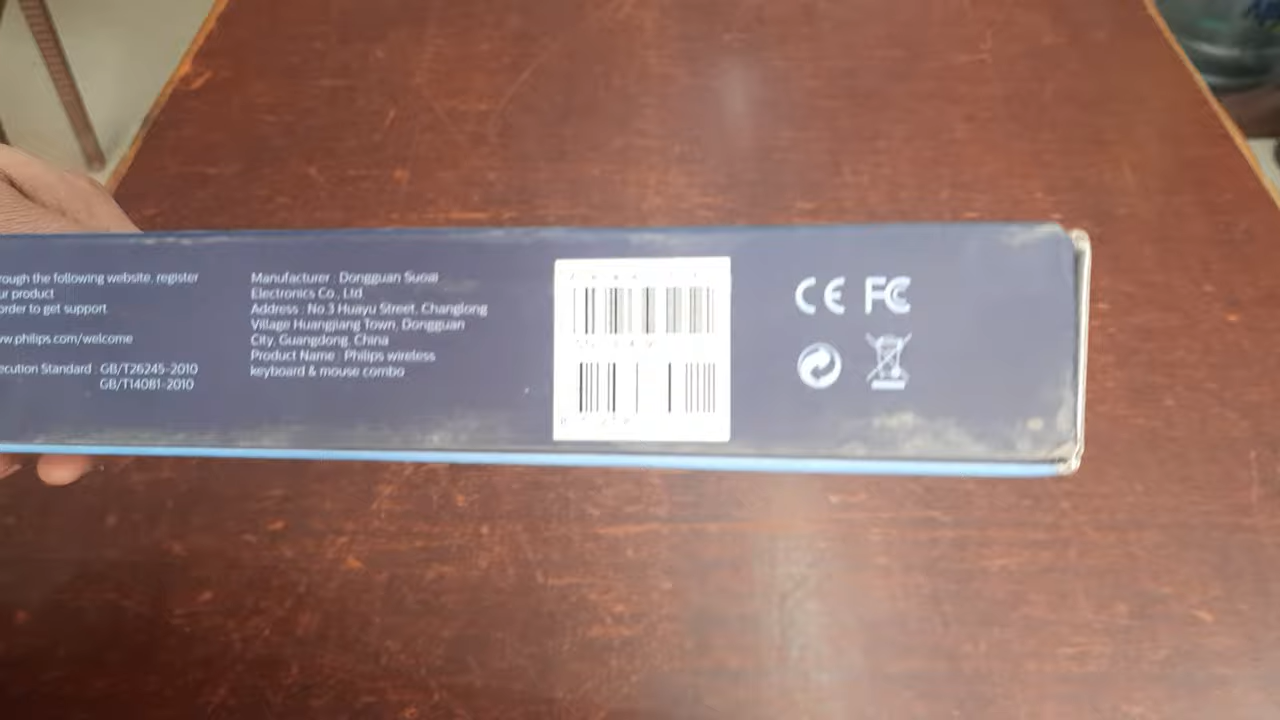 rough the following website, register
ur product
order to get support
ww.philips.com/welcome
ecution Standard : GB/T26245-2010
GB/T14081-2010
Manufacturer : Dongguan Suoai
Electronics Co., Ltd.
Address : No.3 Huayu Street, Changlong
Village Huangjiang Town, Dongguan
City, Guangdong, China
Product Name : Philips wireless
keyboard & mouse combo
CE FC